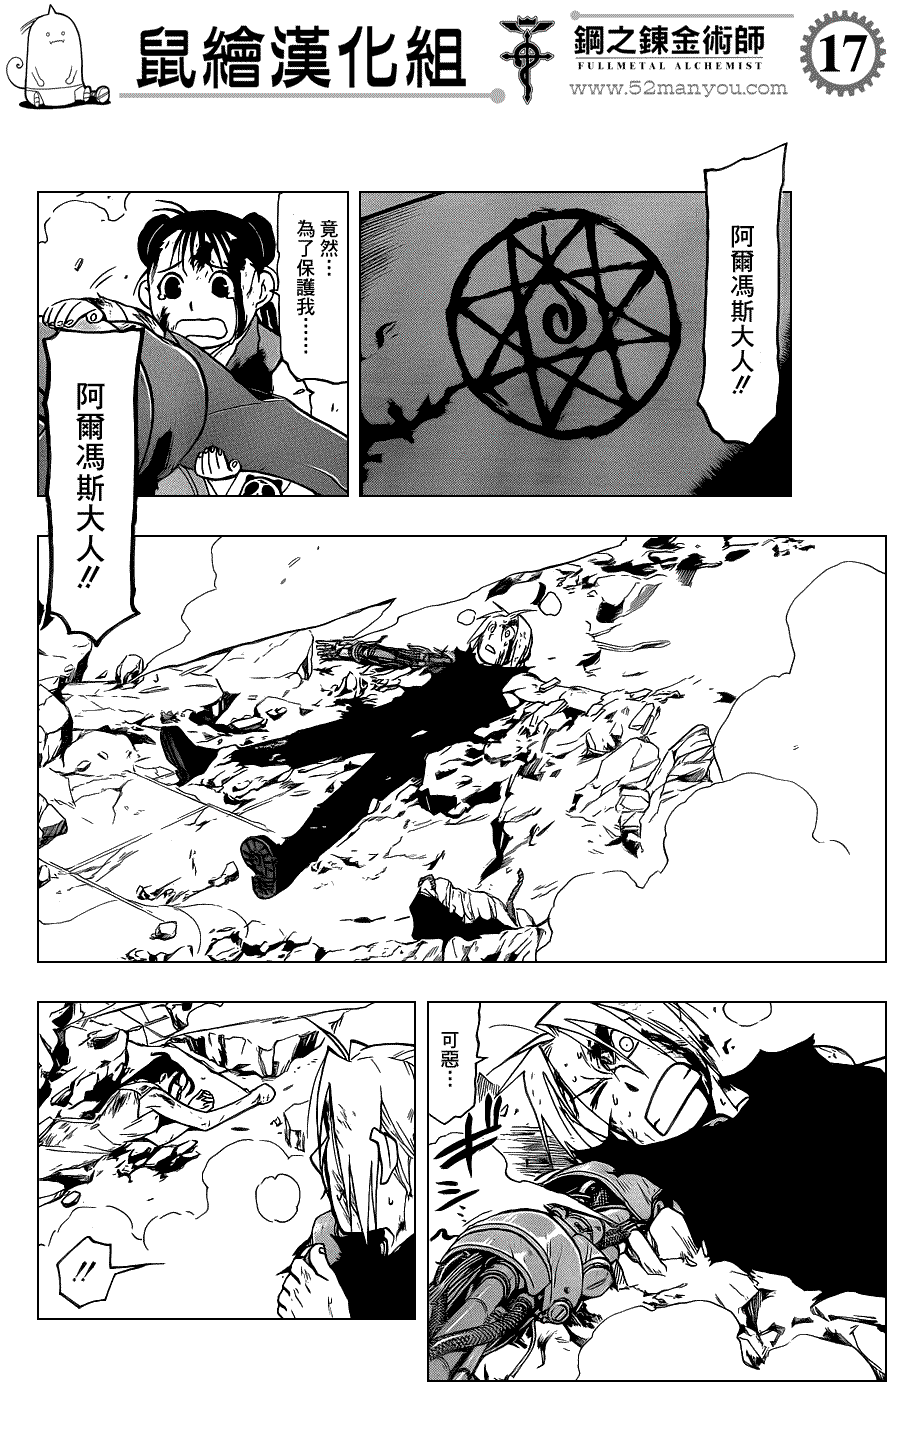 鼠繪漢化組
鋼之鍊金術師
FULLMETAL ALCHEMIST
www.52manyou.com
17
阿爾馮斯大人!!
竟然…
為了保護我……
阿爾馮斯大人!!
可惡…
ギシ
!!